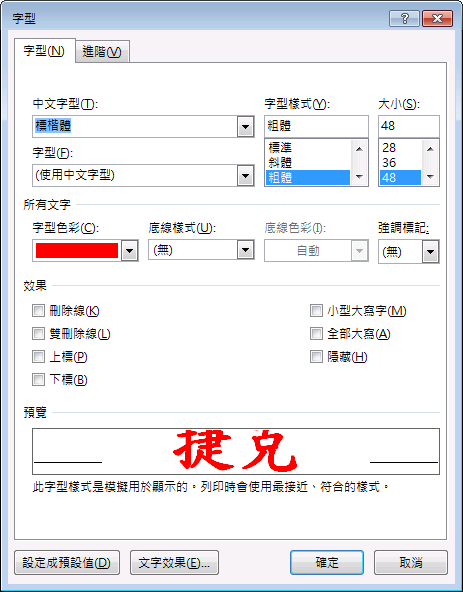 字型
字型(N) 進階(V)
中文字型(T): 字型樣式(Y): 大小(S):
標楷體 粗體 48
標準 28
字型(F): 斜體 36
(使用中文字型) 粗體 48
所有文字
字型色彩(C): 底線樣式(U): 底線色彩(I): 強調標記:
(無) 自動 (無)
效果
刪除線(K) 小型大寫字(M)
雙刪除線(L) 全部大寫(A)
上標(P) 隱藏(H)
下標(B)
預覽
捷克
此字型樣式是模擬用於顯示的。列印時會使用最接近、符合的樣式。
設定成預設值(D) 文字效果(E)... 確定 取消